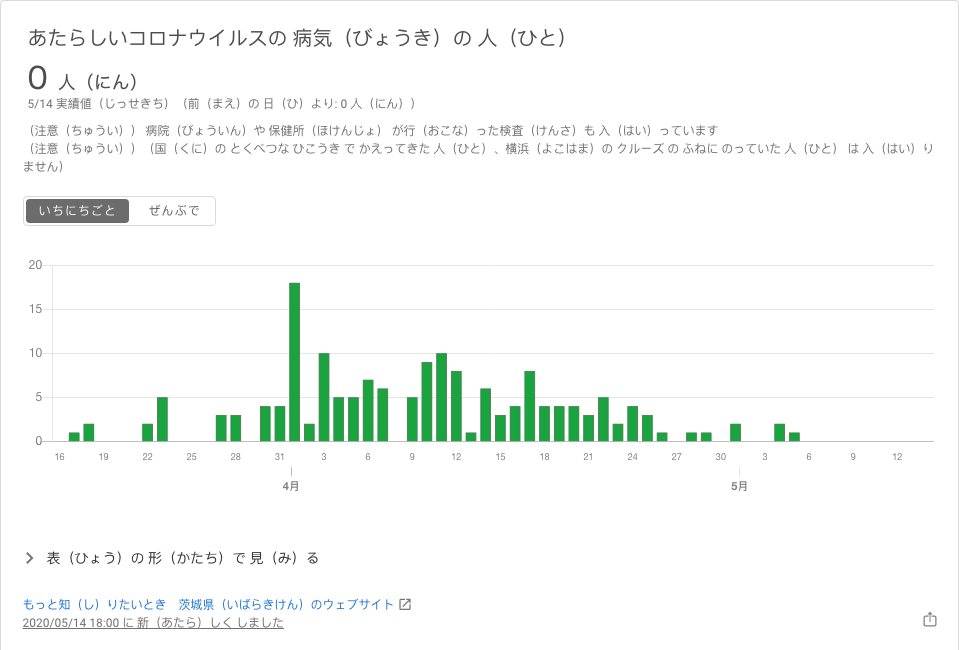 あたらしいコロナウイルスの 病気（びょうき）の 人（ひと）
0 人（にん）
5/14 実績値（じっせきち）（前（まえ）の 日（ひ）より: 0 人（にん））
（注意（ちゅうい）） 病院（びょういん）や 保健所（ほけんじょ） が行（おこな）った検査（けんさ）も 入（はい）っています
（注意（ちゅうい））（国（くに）の とくべつな ひこうき で かえってきた 人（ひと）、横浜（よこはま）の クルーズ の ふねに のっていた 人（ひと） は 入（はい）り
ません）
いちにちごと ぜんぶで
20
15
10
5
0
16 19 22 25 28 31 3 6 9 12 15 18 21 24 27 30 3 6 9 12
4月 5月
表（ひょう）の 形（かたち）で 見（み）る
もっと知（し）りたいとき　茨城県（いばらきけん）のウェブサイト
2020/05/14 18:00 に 新（あたら）しく しました